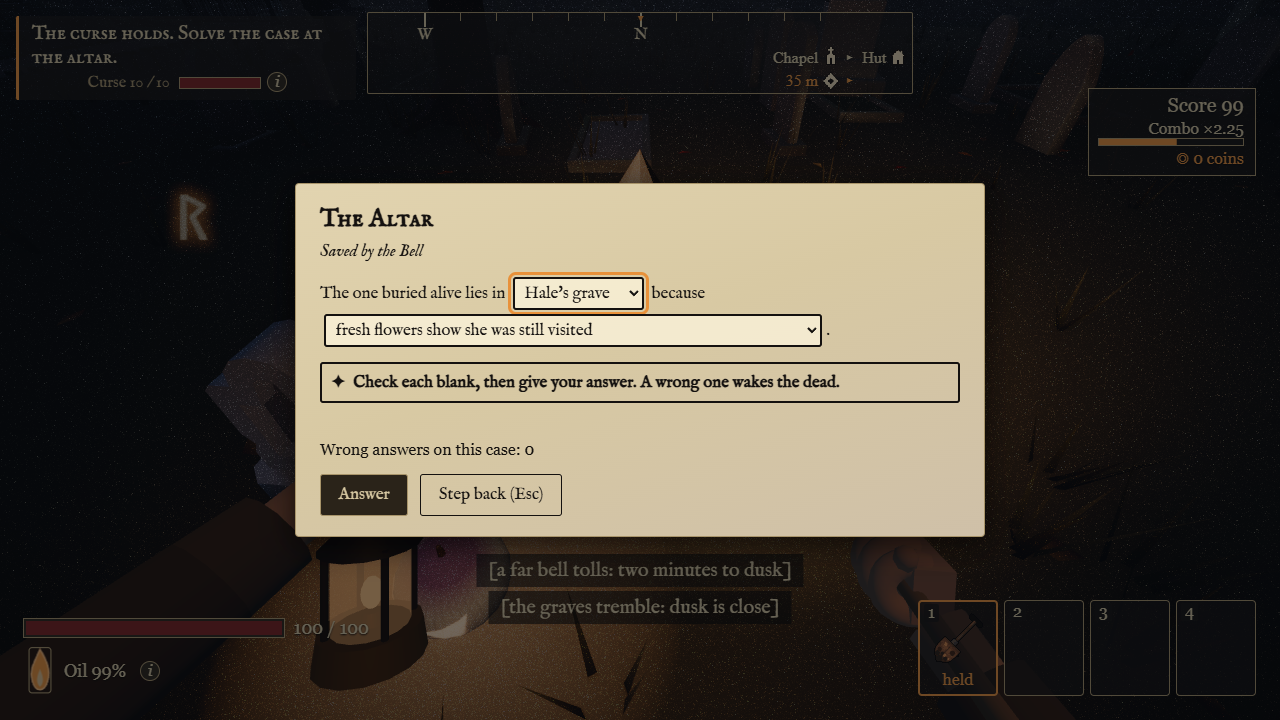 The curse holds. Solve the case at
the altar.
Curse 10 / 10 i
W N
Chapel Hut
35 m
Score 99
Combo ×2.25
0 coins
ᚱ
The Altar
Saved by the Bell
The one buried alive lies in Hale's grave because
fresh flowers show she was still visited .
✦ Check each blank, then give your answer. A wrong one wakes the dead.
Wrong answers on this case: 0
Answer Step back (Esc)
[a far bell tolls: two minutes to dusk]
[the graves tremble: dusk is close]
100 / 100
Oil 99% i
1 2 3 4
held